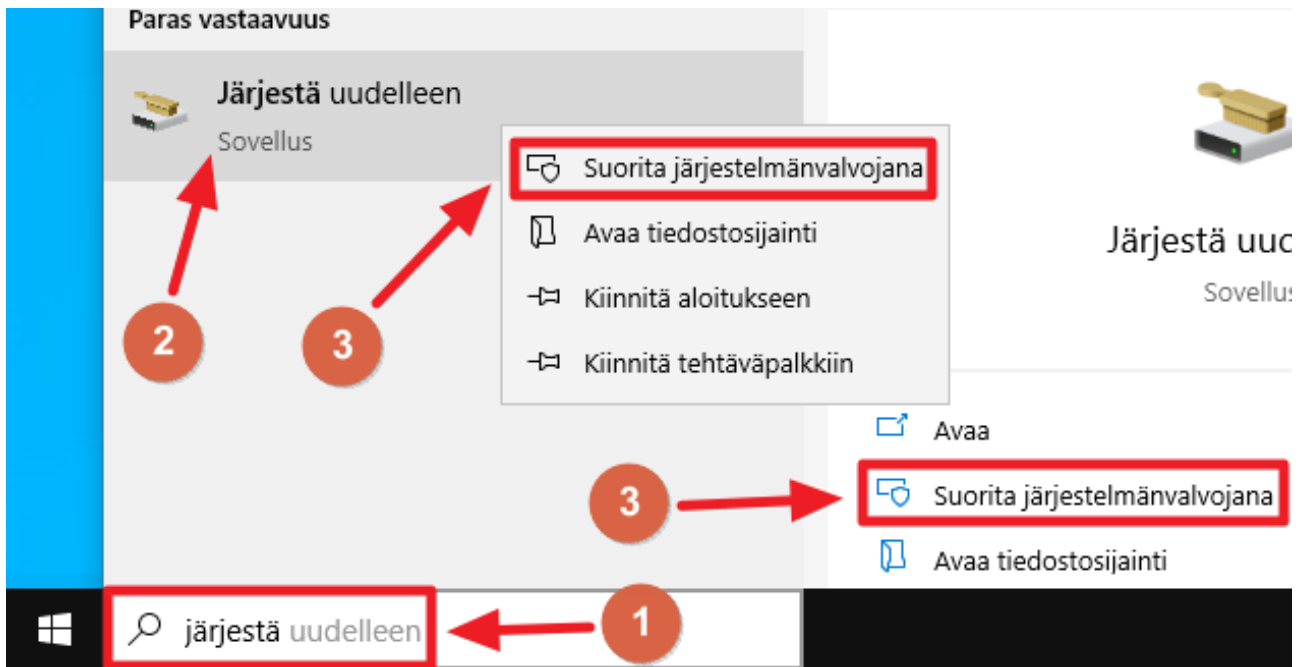 Paras vastaavuus
Järjestä uudelleen
Sovellus
2
3
Suorita järjestelmänvalvojana
Avaa tiedostosijainti
Kiinnitä aloitukseen
Kiinnitä tehtäväpalkkiin
Järjestä
Sovellus
Avaa
3
Suorita järjestelmänvalvojana
Avaa tiedostosijainti
järjestä uudelleen
1